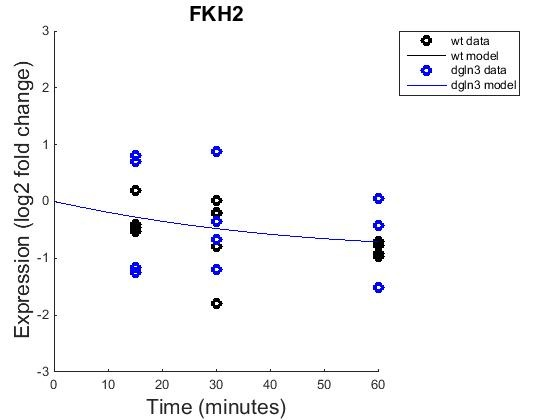 FKH2
3
2
1
0
-1
-2
-3
Expression (log2 fold change)
0
10
20
30
40
50
60
Time (minutes)
wt data
wt model
dgln3 data
dgln3 model